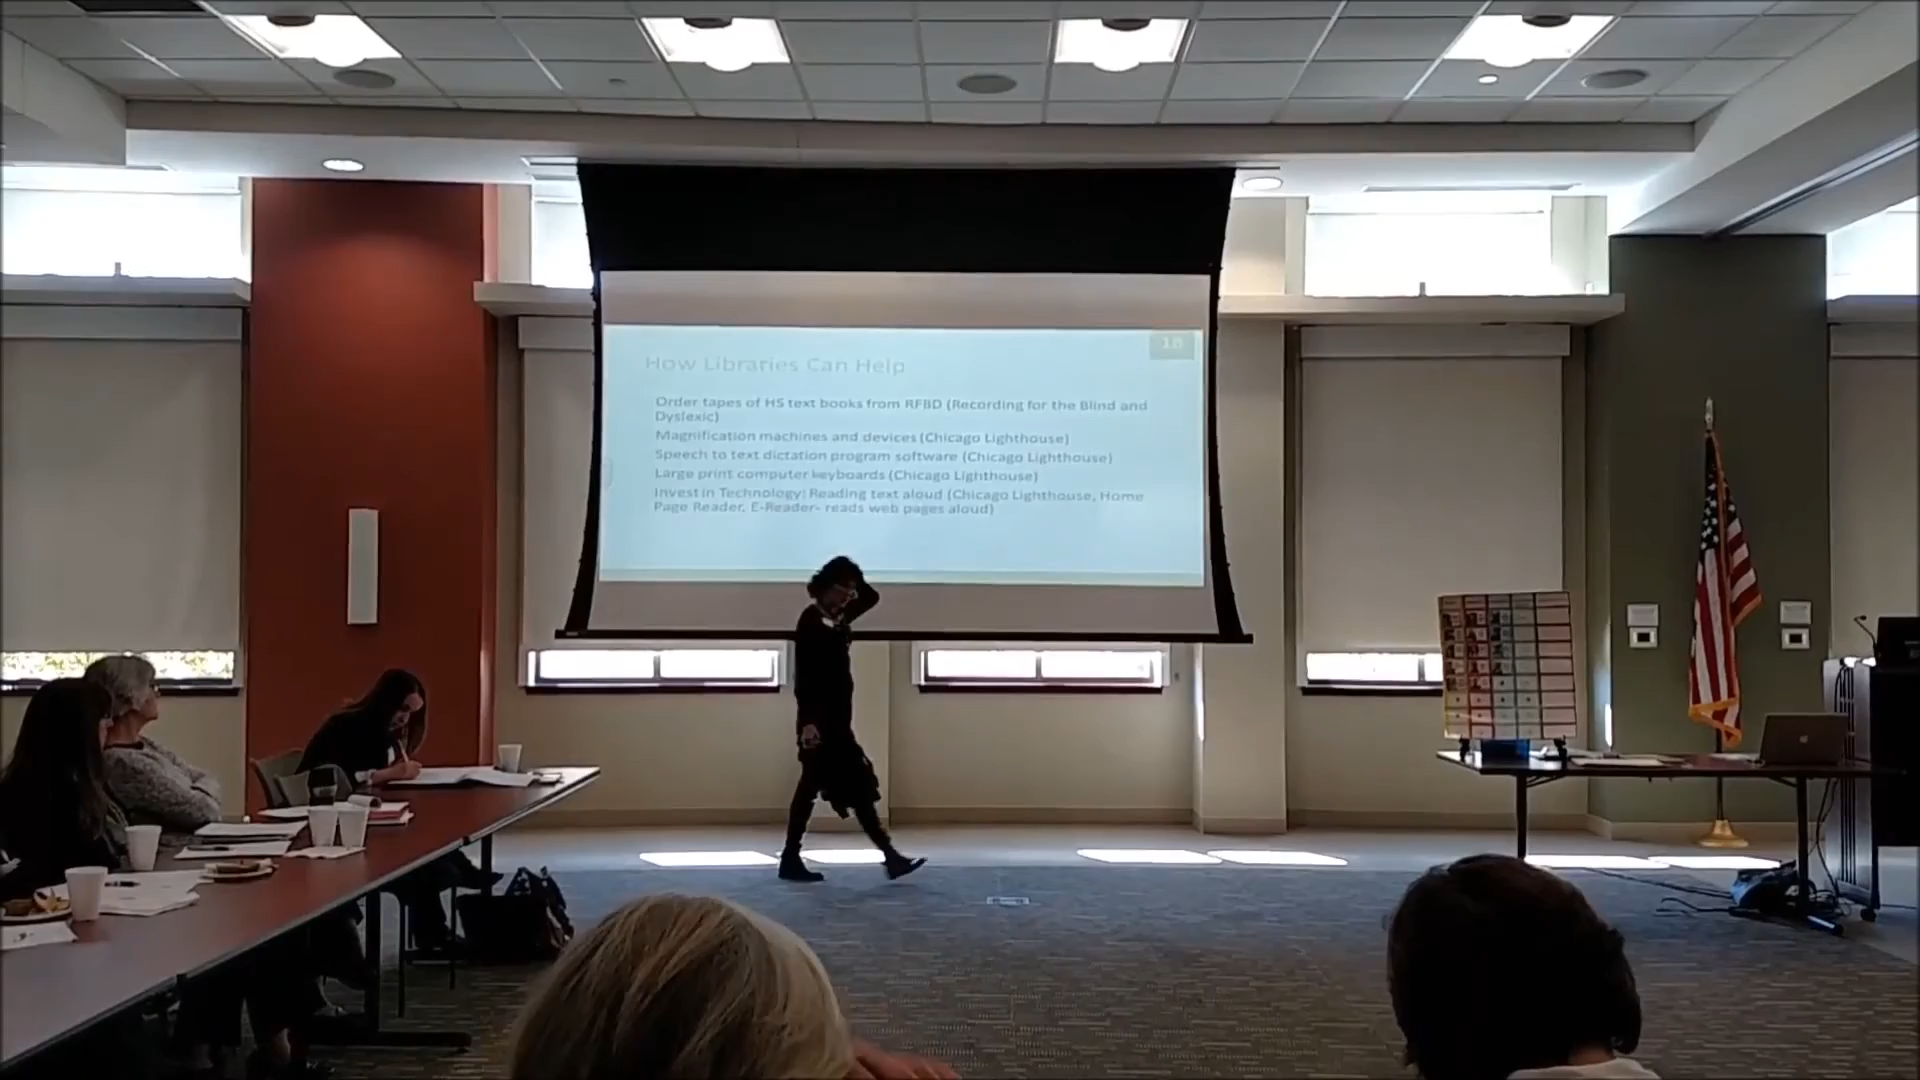 18
How Libraries Can Help
Order tapes of HS text books from RFBD (Recording for the Blind and
Dyslexic)
Magnification machines and devices (Chicago Lighthouse)
Speech to text dictation program software (Chicago Lighthouse)
Large print computer keyboards (Chicago Lighthouse)
Invest in Technology: Reading text aloud (Chicago Lighthouse, Home
Page Reader, E-Reader- reads web pages aloud)